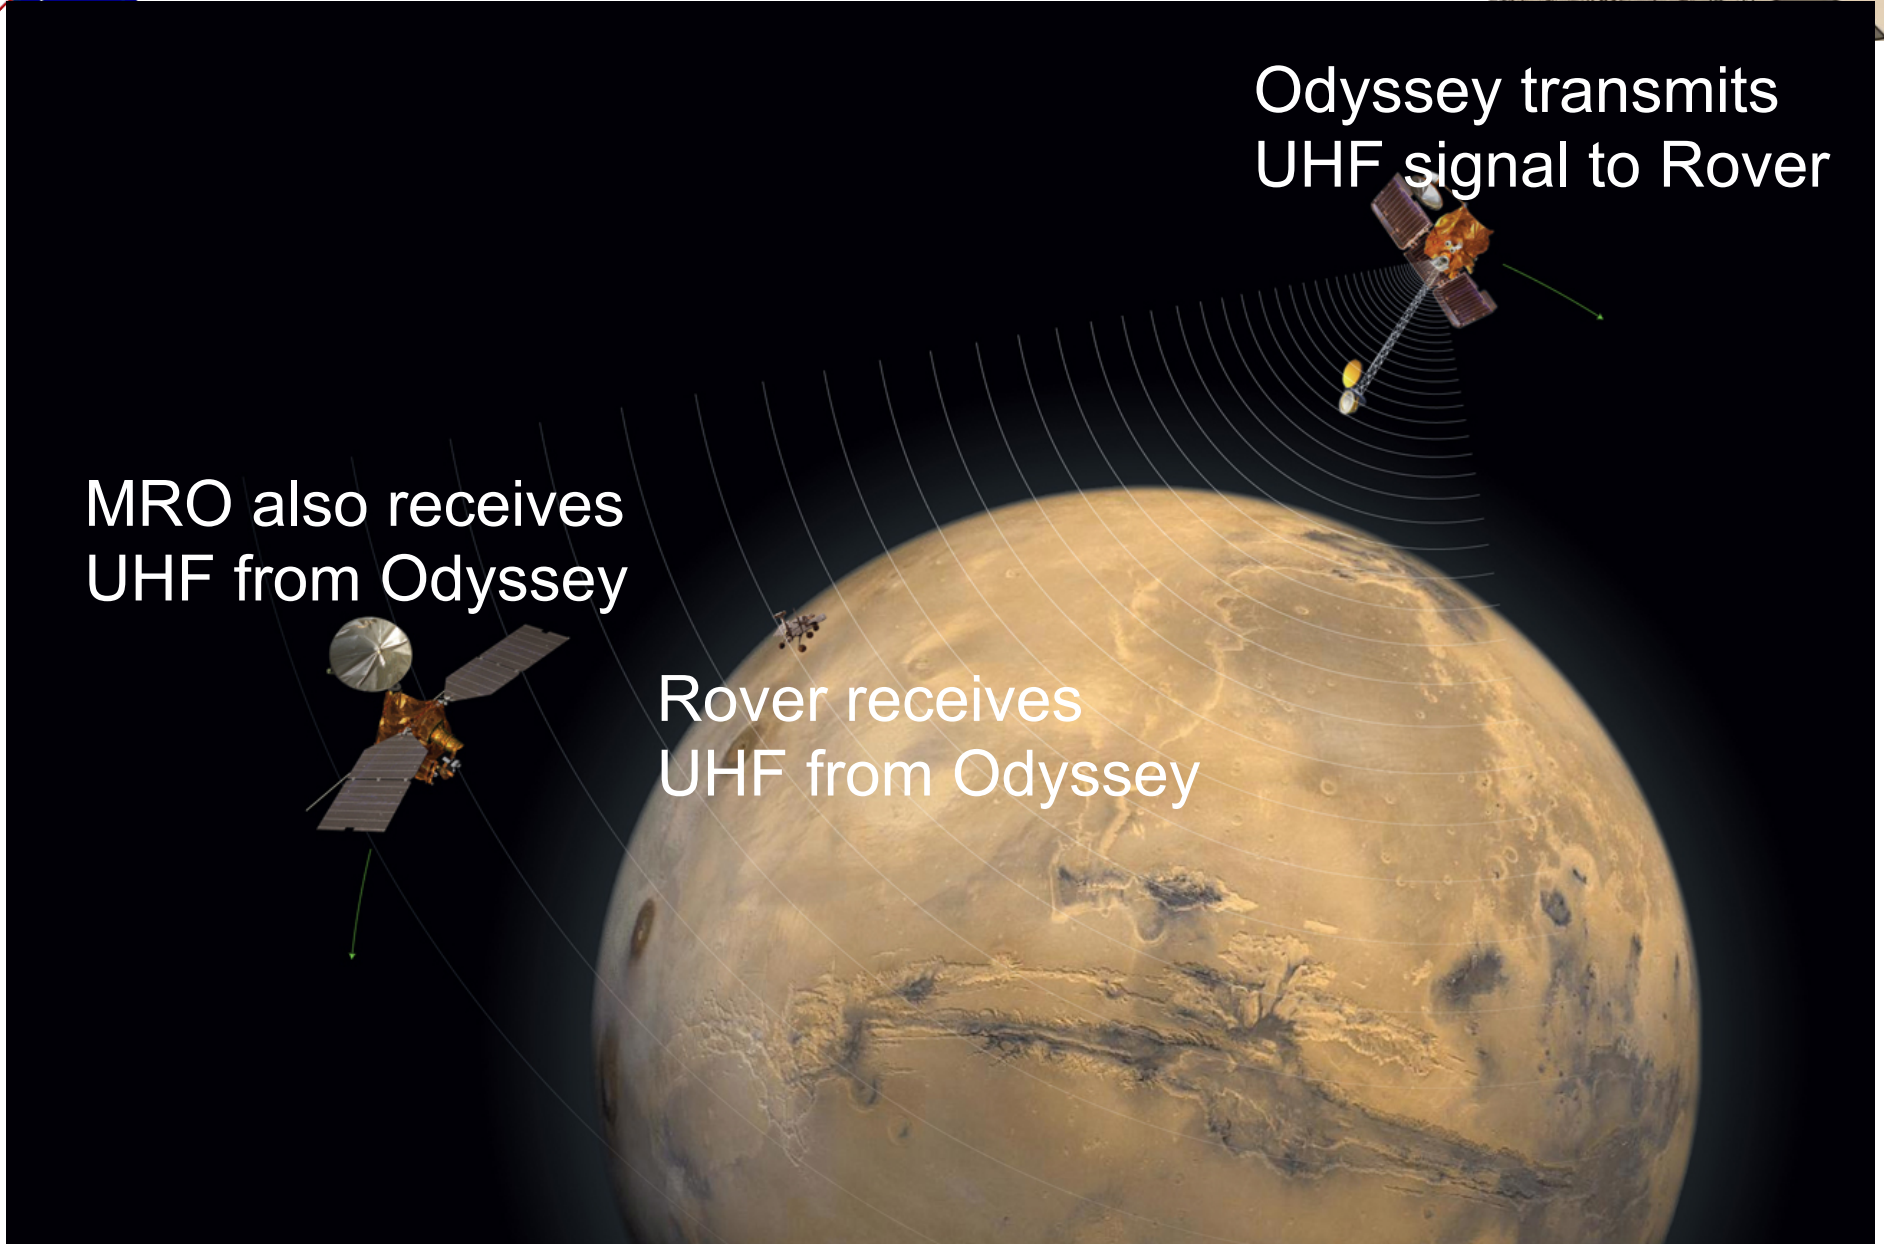 Odyssey transmits
UHF signal to Rover
MRO also receives
UHF from Odyssey
Rover receives
UHF from Odyssey